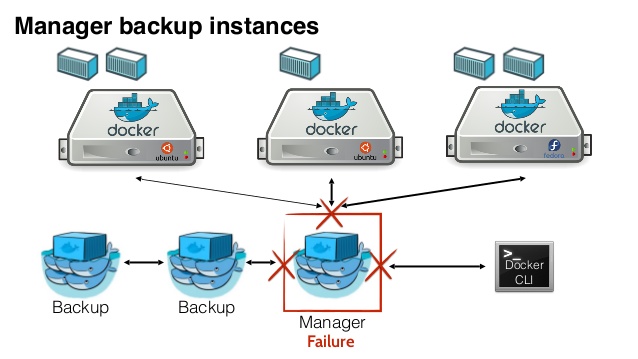 Manager backup instances
docker
ubuntu
docker
ubuntu
docker
fedora
Backup
Backup
Manager
Failure
>_
Docker
CLI